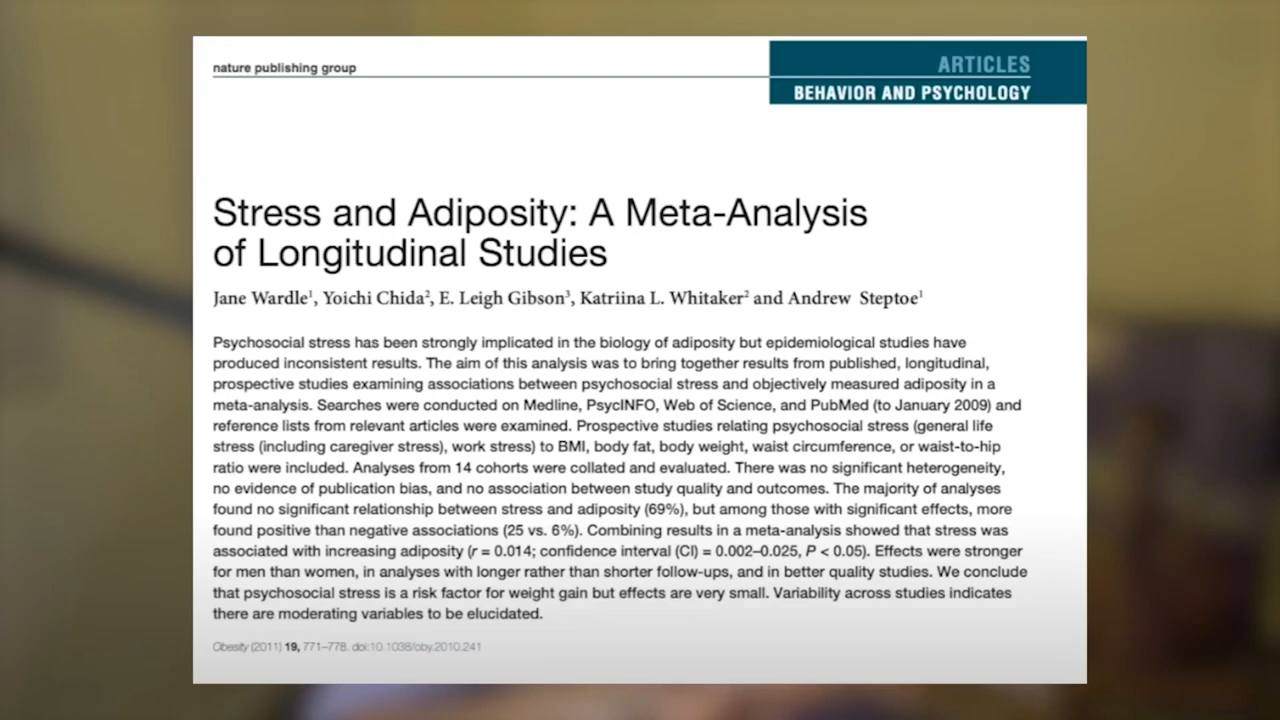 nature publishing group
ARTICLES
BEHAVIOR AND PSYCHOLOGY
Stress and Adiposity: A Meta-Analysis
of Longitudinal Studies
Jane Wardle¹, Yoichi Chida², E. Leigh Gibson³, Katriina L. Whitaker² and Andrew Steptoe¹
Psychosocial stress has been strongly implicated in the biology of adiposity but epidemiological studies have
produced inconsistent results. The aim of this analysis was to bring together results from published, longitudinal,
prospective studies examining associations between psychosocial stress and objectively measured adiposity in a
meta-analysis. Searches were conducted on Medline, PsycINFO, Web of Science, and PubMed (to January 2009) and
reference lists from relevant articles were examined. Prospective studies relating psychosocial stress (general life
stress (including caregiver stress), work stress) to BMI, body fat, body weight, waist circumference, or waist-to-hip
ratio were included. Analyses from 14 cohorts were collated and evaluated. There was no significant heterogeneity,
no evidence of publication bias, and no association between study quality and outcomes. The majority of analyses
found no significant relationship between stress and adiposity (69%), but among those with significant effects, more
found positive than negative associations (25 vs. 6%). Combining results in a meta-analysis showed that stress was
associated with increasing adiposity (r = 0.014; confidence interval (CI) = 0.002–0.025, P < 0.05). Effects were stronger
for men than women, in analyses with longer rather than shorter follow-ups, and in better quality studies. We conclude
that psychosocial stress is a risk factor for weight gain but effects are very small. Variability across studies indicates
there are moderating variables to be elucidated.
Obesity (2011) 19, 771–778. doi:10.1038/oby.2010.241